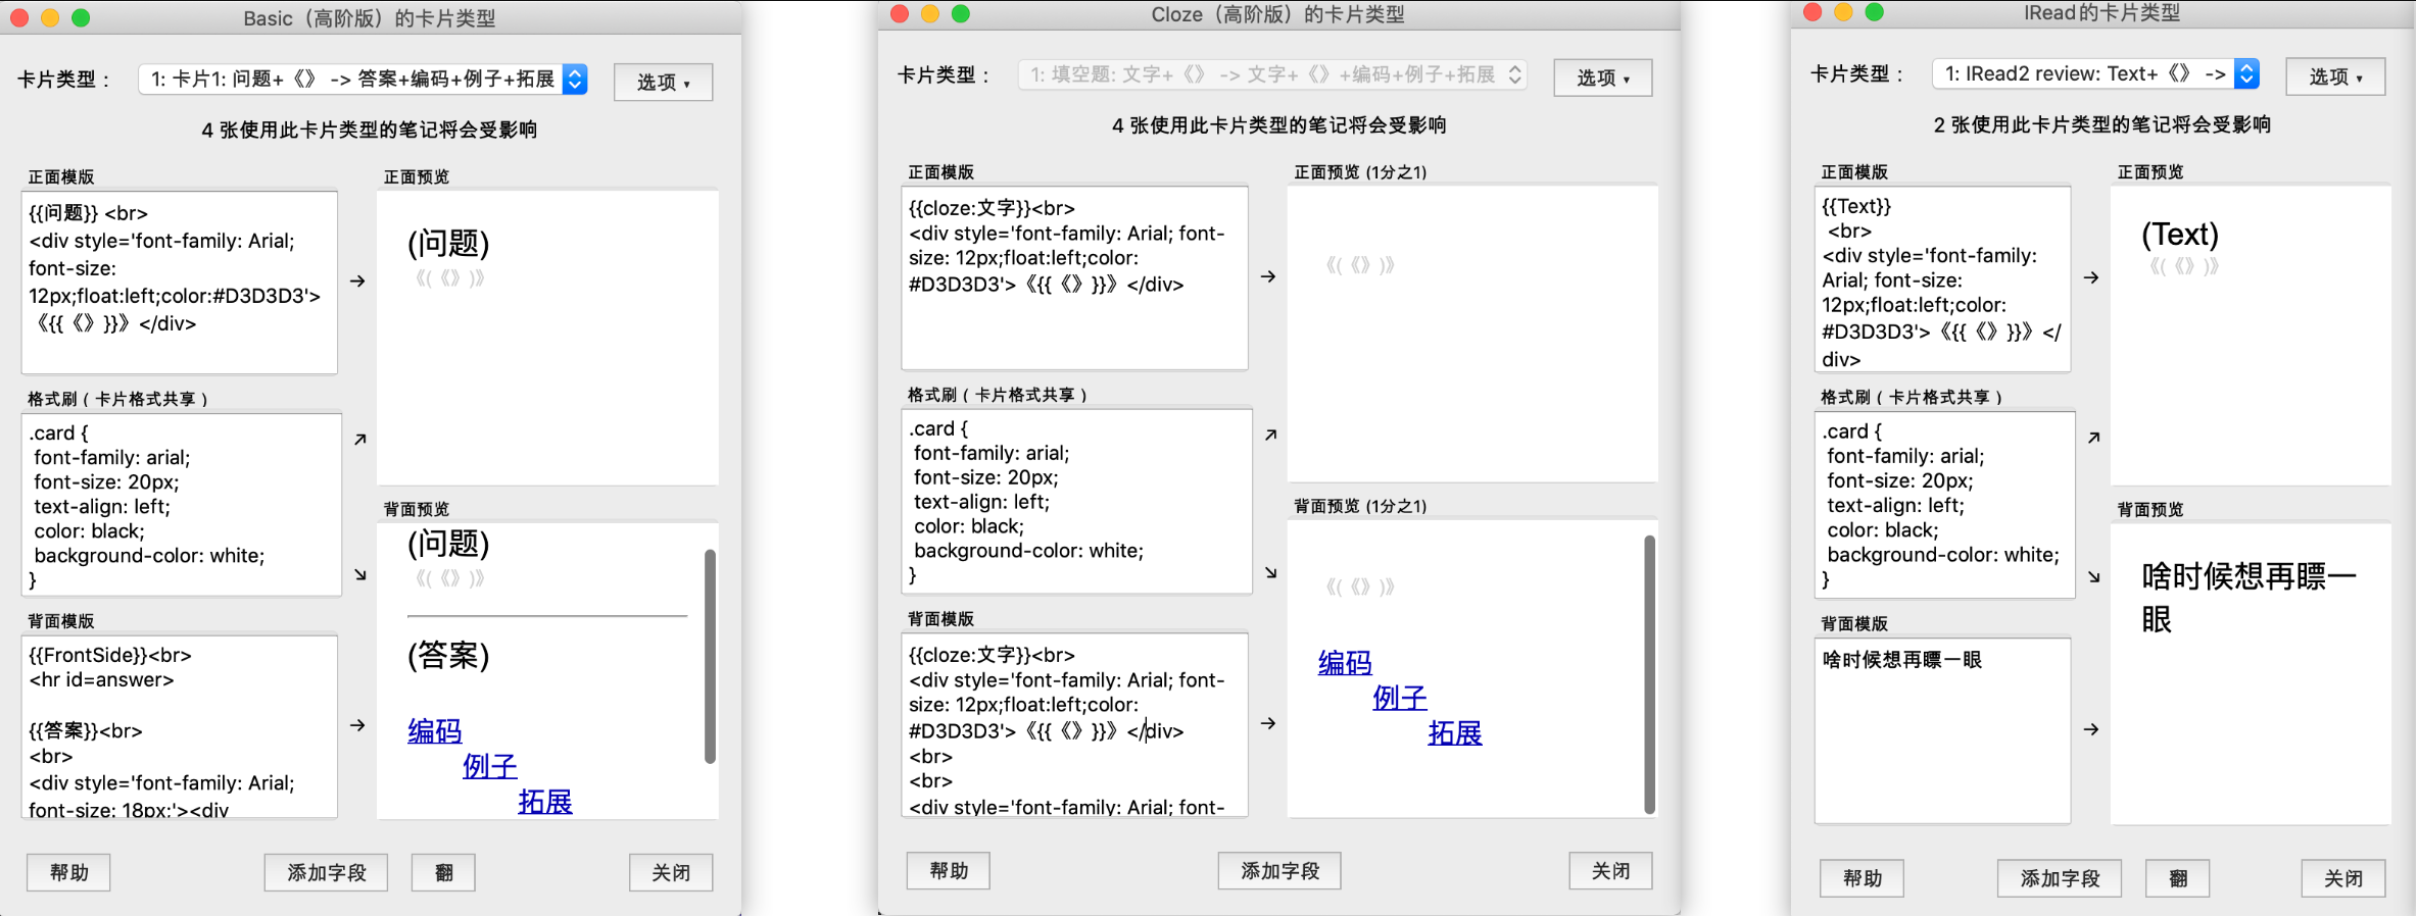 Basic（高阶版）的卡片类型
卡片类型：
1: 卡片1: 问题+《》 -> 答案+编码+例子+拓展
选项
4 张使用此卡片类型的笔记将会受影响
正面模版
{{问题}} <br>
<div style='font-family: Arial;
font-size:
12px;float:left;color:#D3D3D3'>
《{{《》}}》</div>
正面预览
(问题)
《(《》)》
格式刷 ( 卡片格式共享 )
.card {
font-family: arial;
font-size: 20px;
text-align: left;
color: black;
background-color: white;
}
背面预览
(问题)
《(《》)》
(答案)
编码
例子
拓展
背面模版
{{FrontSide}}<br>
<hr id=answer>
{{答案}}<br>
<br>
<div style='font-family: Arial;
font-size: 18px;'><div
帮助
添加字段
翻
关闭
Cloze（高阶版）的卡片类型
卡片类型：
1: 填空题: 文字+《》 -> 文字+《》+编码+例子+拓展
选项
4 张使用此卡片类型的笔记将会受影响
正面模版
{{cloze:文字}}<br>
<div style='font-family: Arial; font-
size: 12px;float:left;color:
#D3D3D3'>《{{《》}}》</div>
正面预览 (1分之1)
《(《》)》
格式刷 ( 卡片格式共享 )
.card {
font-family: arial;
font-size: 20px;
text-align: left;
color: black;
background-color: white;
}
背面预览 (1分之1)
《(《》)》
编码
例子
拓展
背面模版
{{cloze:文字}}<br>
<div style='font-family: Arial; font-
size: 12px;float:left;color:
#D3D3D3'>《{{《》}}》</div>
<br>
<br>
<div style='font-family: Arial; font-
帮助
添加字段
关闭
IRead的卡片类型
卡片类型：
1: IRead2 review: Text+《》 ->
选项
2 张使用此卡片类型的笔记将会受影响
正面模版
{{Text}}
<br>
<div style='font-family:
Arial; font-size:
12px;float:left;color:
#D3D3D3'>《{{《》}}》</
div>
正面预览
(Text)
《(《》)》
格式刷 ( 卡片格式共享 )
.card {
font-family: arial;
font-size: 20px;
text-align: left;
color: black;
background-color: white;
}
背面预览
啥时候想再瞟一
眼
背面模版
啥时候想再瞟一眼
帮助
添加字段
翻
关闭